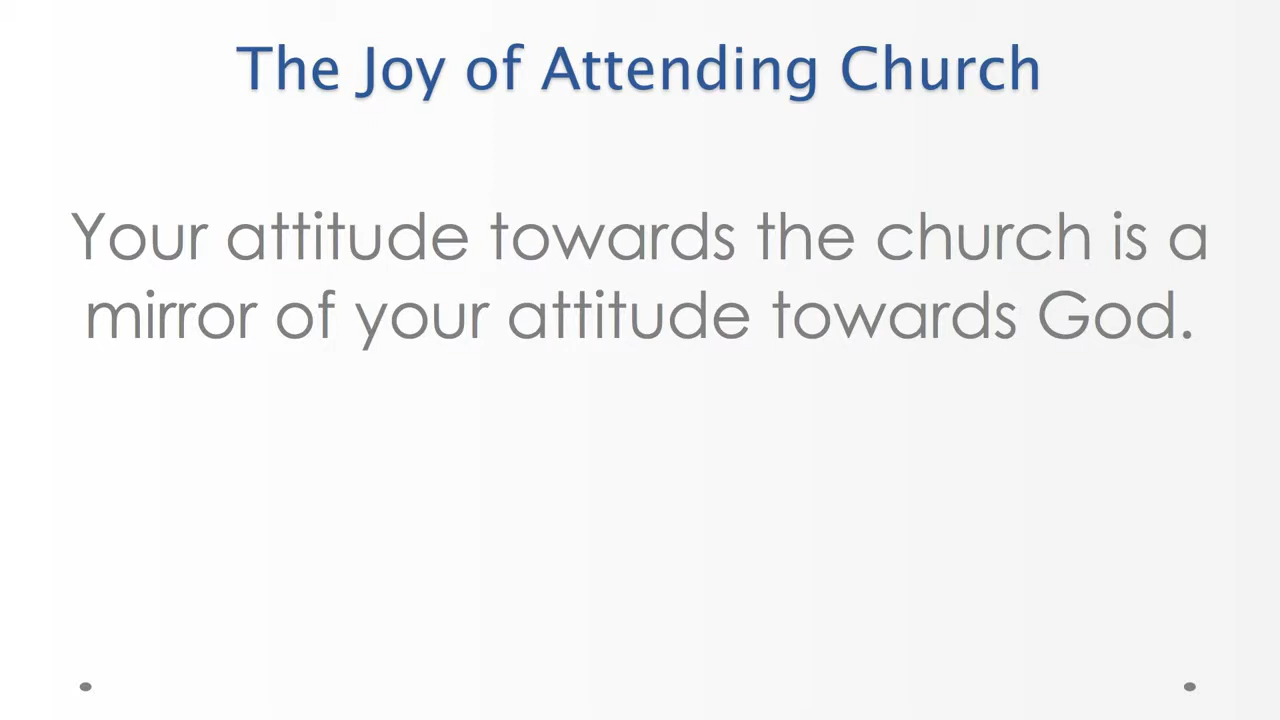 The Joy of Attending Church
Your attitude towards the church is a
mirror of your attitude towards God.